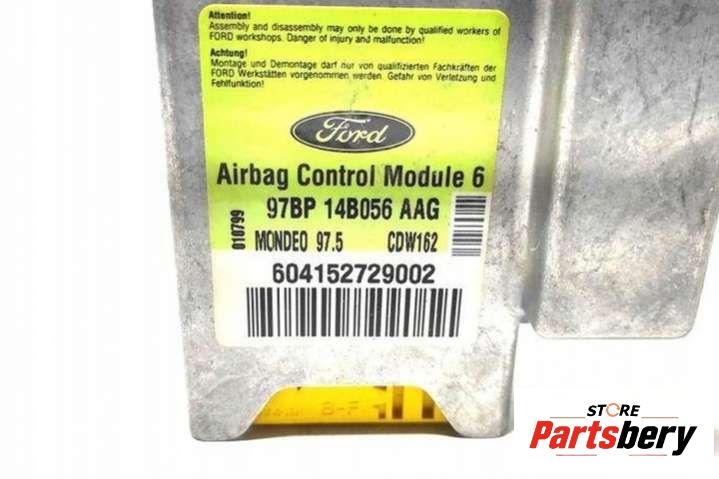 Attention!
Assembly and disassembly may only be done by qualified workers of
FORD workshops. Danger of injury and malfunction!
Achtung!
Montage und Demontage darf nur von qualifizierten Fachkräften der
FORD Werkstätten vorgenommen werden. Gefahr von Verletzung und
Fehlfunktion!
Ford
Airbag Control Module 6
97BP 14B056 AAG
010799
MONDEO 97.5 CDW162
604152729002
B-F
STORE
Partsbery